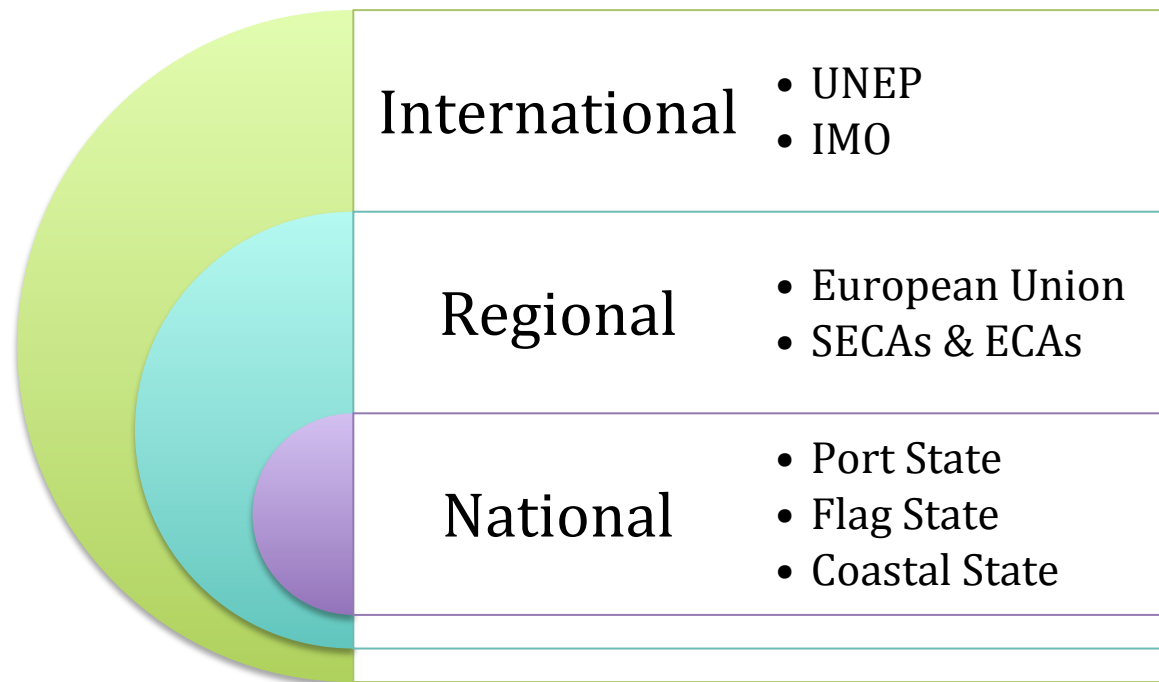 International
• UNEP
• IMO
Regional
• European Union
• SECAs & ECAs
National
• Port State
• Flag State
• Coastal State